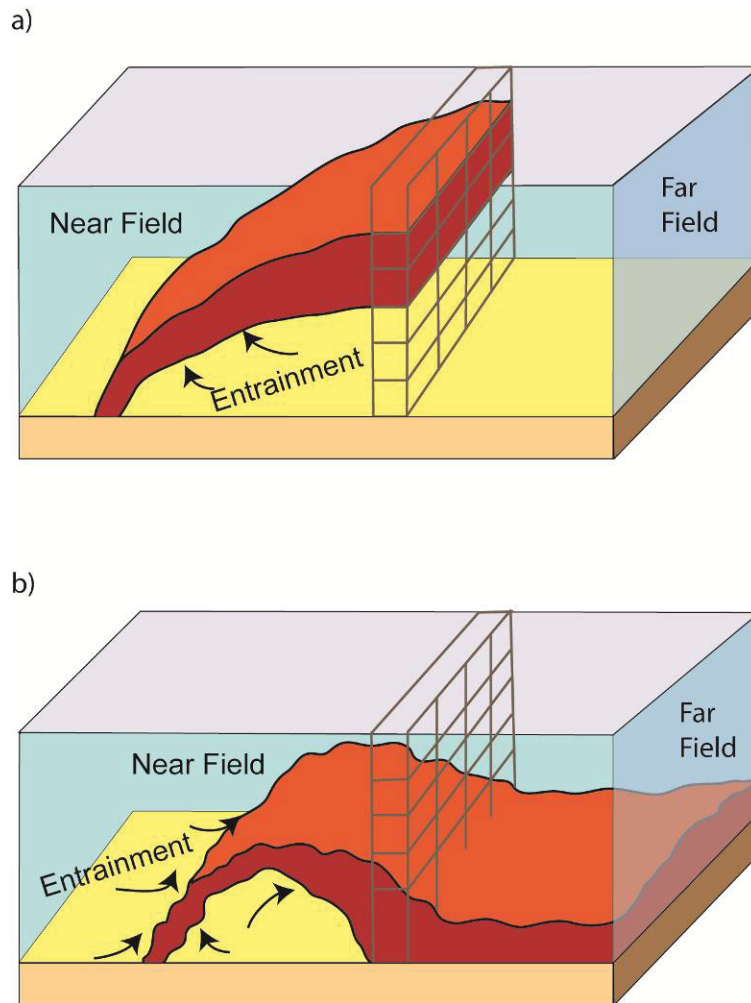 a)
Near Field
Far
Field
Entrainment
b)
Near Field
Far
Field
Entrainment